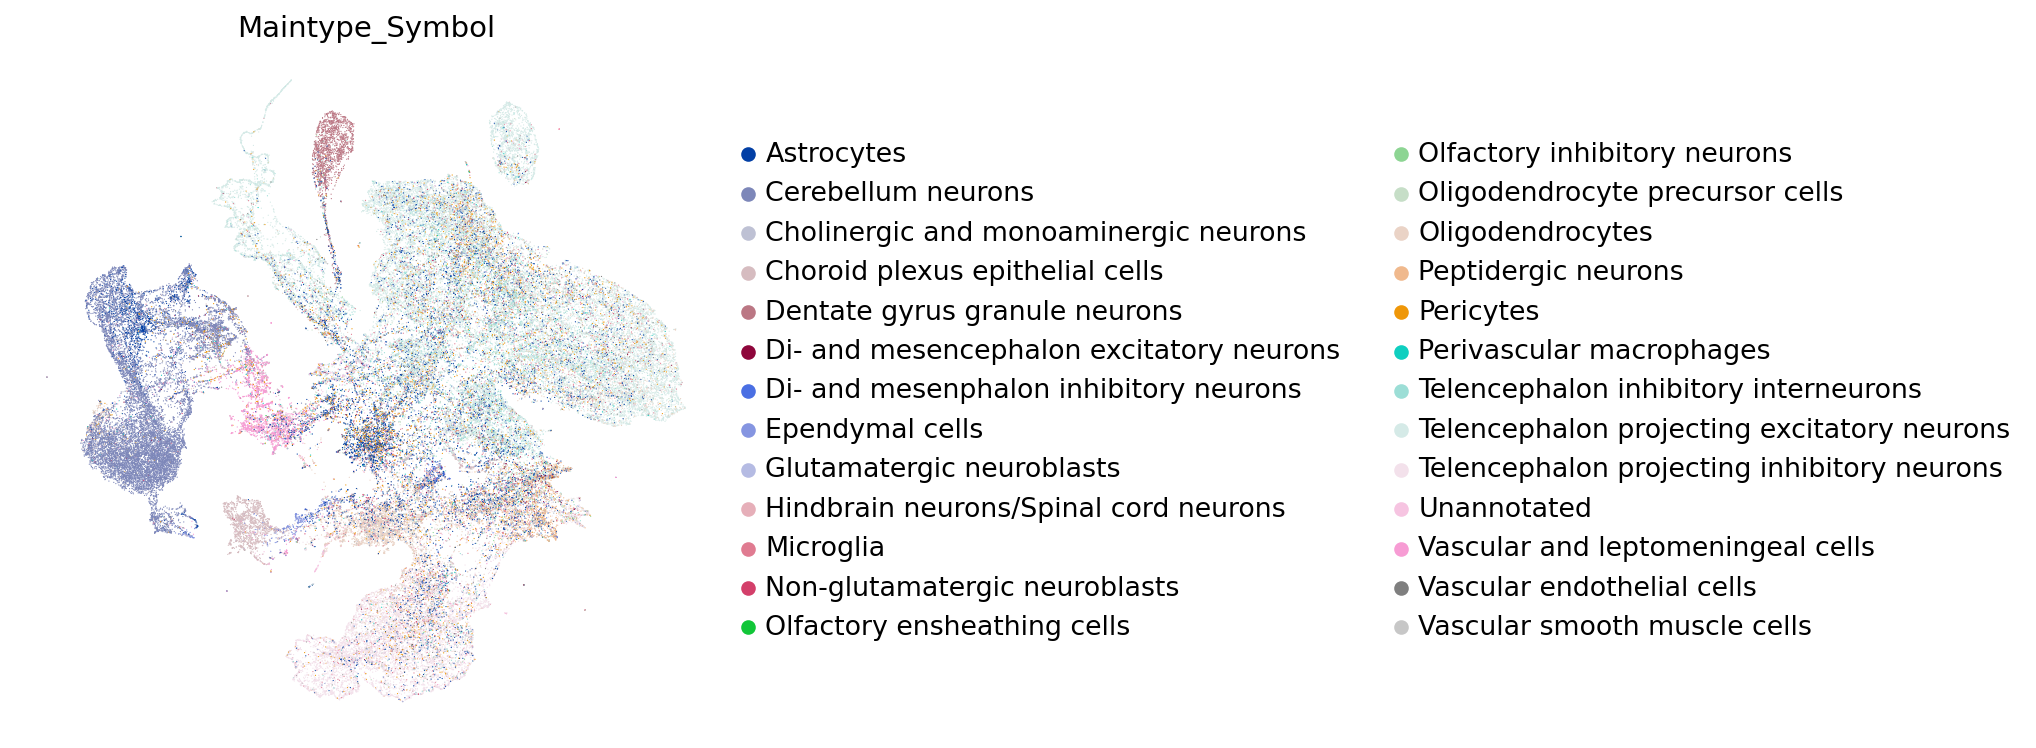 Maintype_Symbol
Astrocytes
Cerebellum neurons
Cholinergic and monoaminergic neurons
Choroid plexus epithelial cells
Dentate gyrus granule neurons
Di- and mesencephalon excitatory neurons
Di- and mesenphalon inhibitory neurons
Ependymal cells
Glutamatergic neuroblasts
Hindbrain neurons/Spinal cord neurons
Microglia
Non-glutamatergic neuroblasts
Olfactory ensheathing cells
Olfactory inhibitory neurons
Oligodendrocyte precursor cells
Oligodendrocytes
Peptidergic neurons
Pericytes
Perivascular macrophages
Telencephalon inhibitory interneurons
Telencephalon projecting excitatory neurons
Telencephalon projecting inhibitory neurons
Unannotated
Vascular and leptomeningeal cells
Vascular endothelial cells
Vascular smooth muscle cells